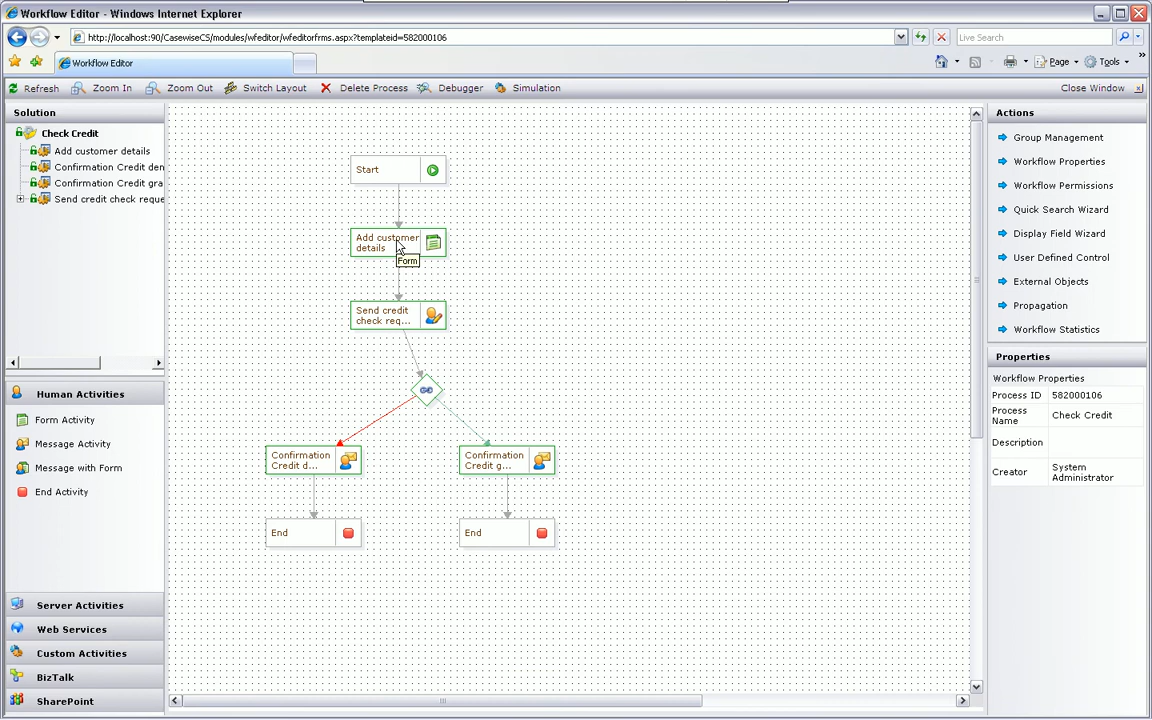 Workflow Editor - Windows Internet Explorer
http://localhost:90/CasewiseCS/modules/wfeditor/wfeditorfrms.aspx?templateid=582000106
Live Search
Workflow Editor
Page
Tools
Refresh
Zoom In
Zoom Out
Switch Layout
Delete Process
Debugger
Simulation
Close Window
Solution
Check Credit
Add customer details
Confirmation Credit den
Confirmation Credit gra
Send credit check reque
Human Activities
Form Activity
Message Activity
Message with Form
End Activity
Server Activities
Web Services
Custom Activities
BizTalk
SharePoint
Start
Add customer
details
Form
Send credit
check req...
Confirmation
Credit d...
Confirmation
Credit g...
End
End
Actions
Group Management
Workflow Properties
Workflow Permissions
Quick Search Wizard
Display Field Wizard
User Defined Control
External Objects
Propagation
Workflow Statistics
Properties
Workflow Properties
Process ID 582000106
Process
Name Check Credit
Description
Creator System
Administrator